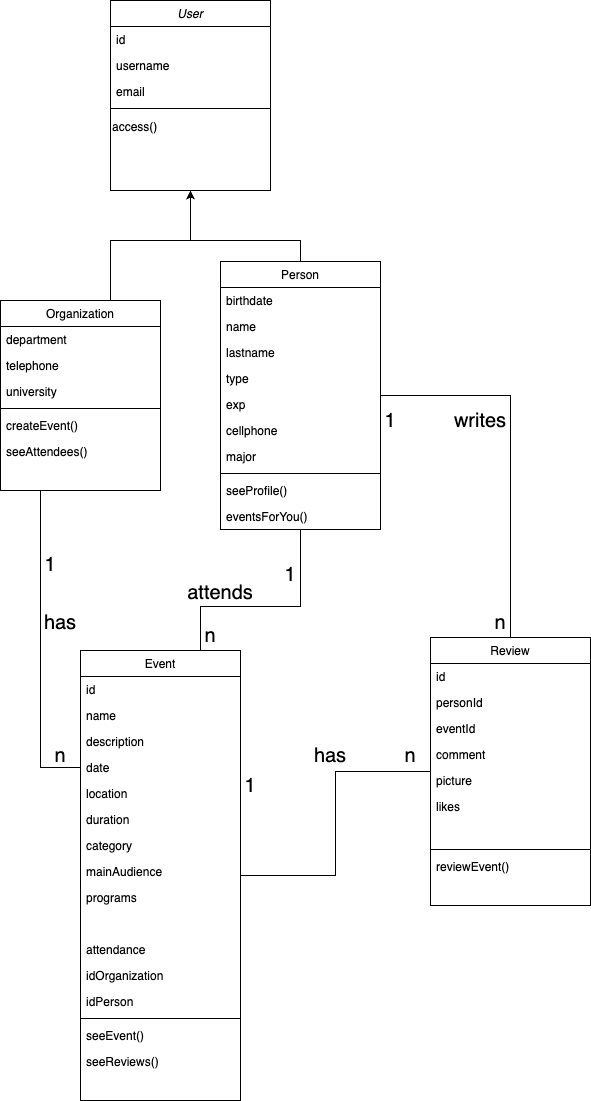 User
id
username
email
access()
Organization
department
telephone
university
createEvent()
seeAttendees()
Person
birthdate
name
lastname
type
exp
cellphone
major
seeProfile()
eventsForYou()
1
writes
n
1
has
n
1
attends
n
Event
id
name
description
date
location
duration
category
mainAudience
programs
attendance
idOrganization
idPerson
seeEvent()
seeReviews()
1
has
n
Review
id
personId
eventId
comment
picture
likes
reviewEvent()